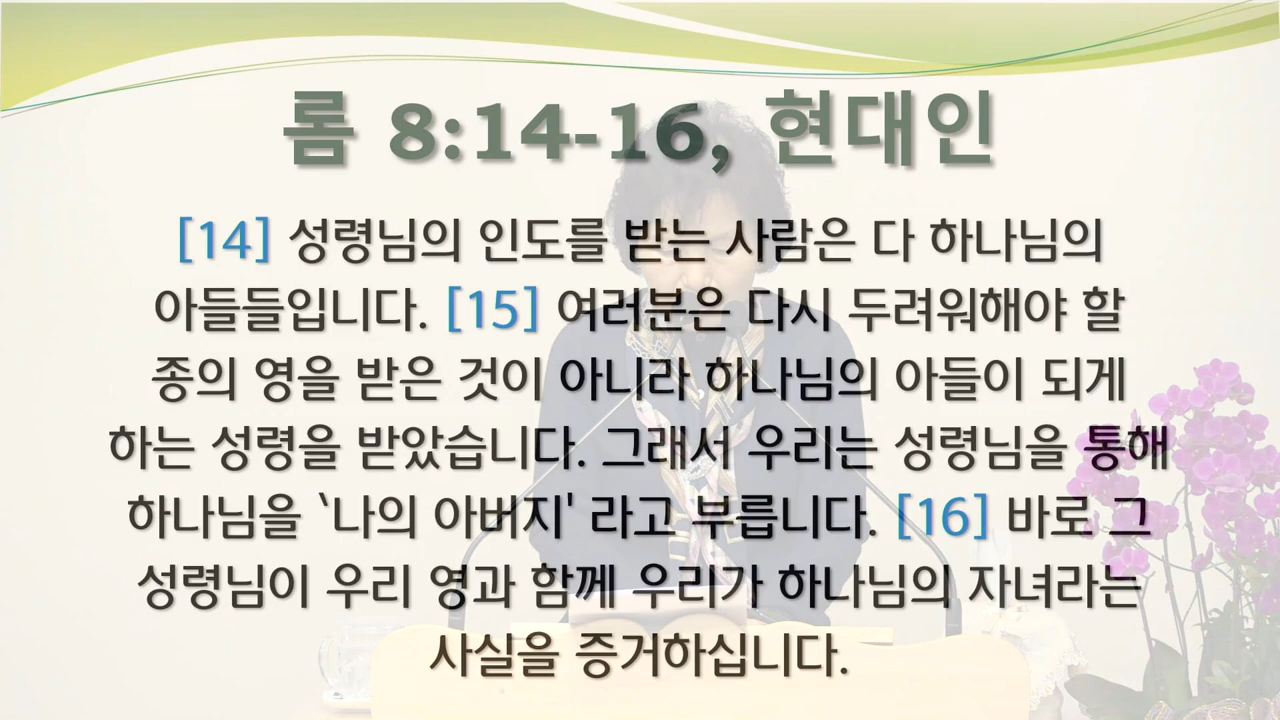 롬 8:14-16, 현대인
[14] 성령님의 인도를 받는 사람은 다 하나님의
아들들입니다. [15] 여러분은 다시 두려워해야 할
종의 영을 받은 것이 아니라 하나님의 아들이 되게
하는 성령을 받았습니다. 그래서 우리는 성령님을 통해
하나님을 `나의 아버지' 라고 부릅니다. [16] 바로 그
성령님이 우리 영과 함께 우리가 하나님의 자녀라는
사실을 증거하십니다.